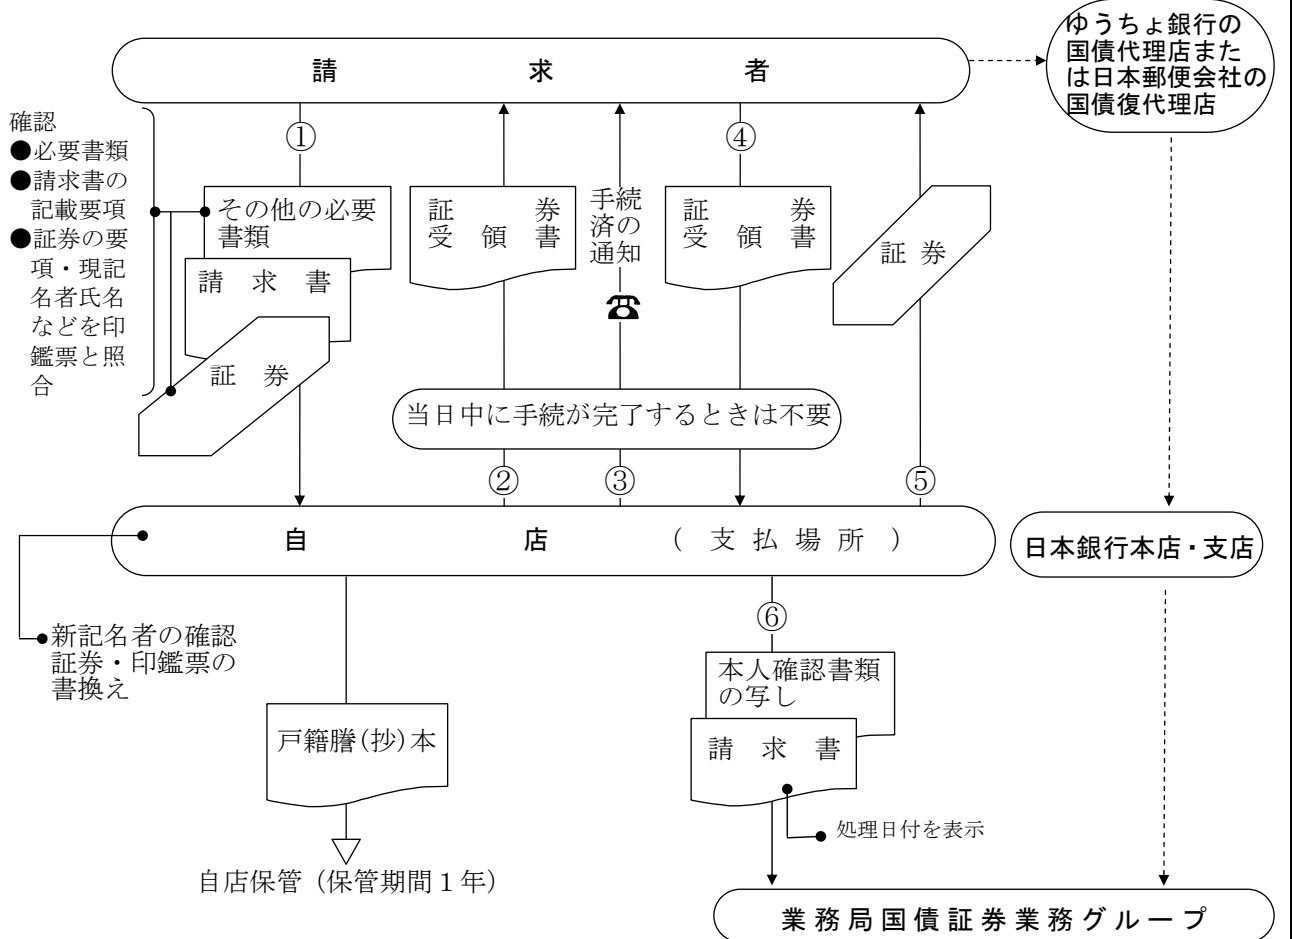 請求者
ゆうちょ銀行の
国債代理店また
は日本郵便会社の
国債復代理店
確認
●必要書類
●請求書の
記載要項
●証券の要
項・現記
名者氏名
などを印
鑑票と照
合
①
その他の必要
書類
請求書
証券
証券
受領書
手続
済の
通知
☎
④
証券
受領書
証券
当日中に手続が完了するときは不要
②
③
⑤
自店(支払場所)
日本銀行本店・支店
新記名者の確認
証券・印鑑票の
書換え
戸籍謄(抄)本
自店保管(保管期間1年)
⑥
本人確認書類
の写し
請求書
処理日付を表示
業務局国債証券業務グループ